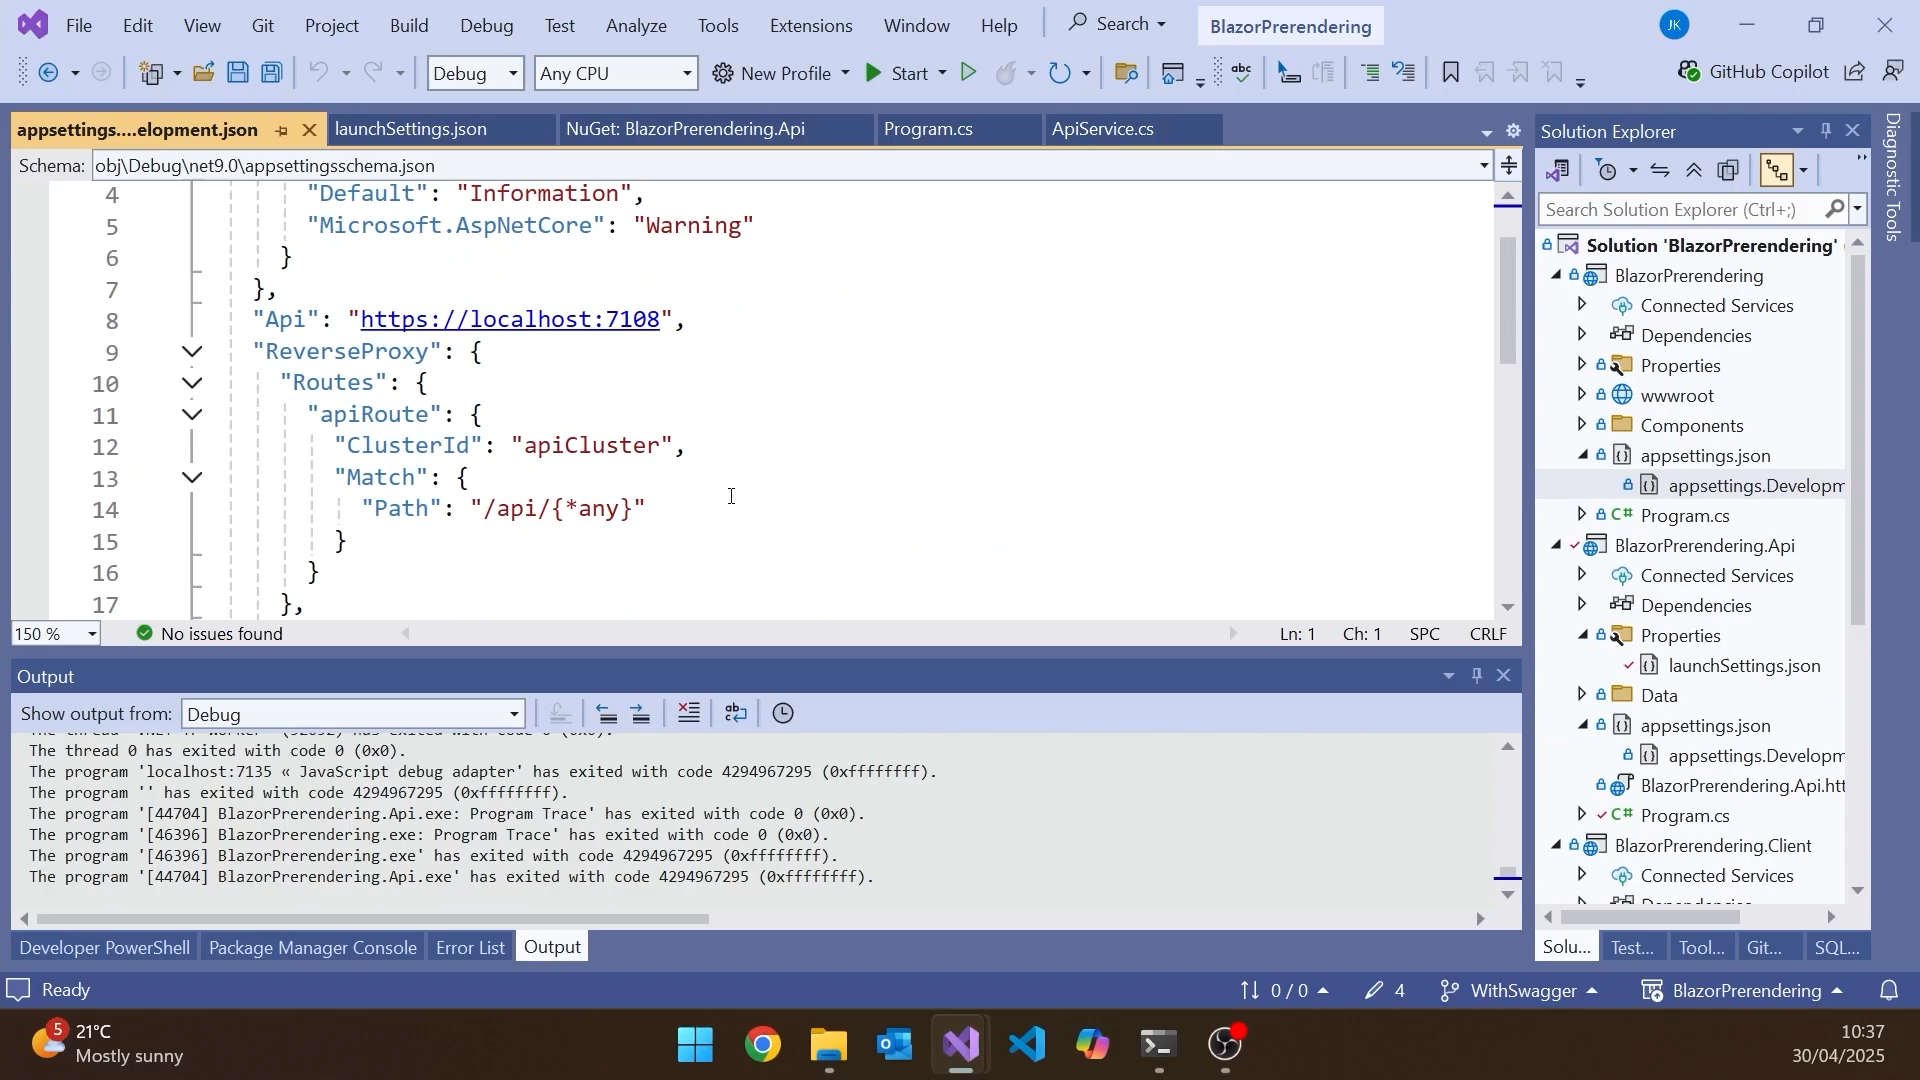 File Edit View Git Project Build Debug Test Analyze Tools Extensions Window Help Search BlazorPrerendering JK
Debug Any CPU New Profile Start GitHub Copilot
appsettings....elopment.json launchSettings.json NuGet: BlazorPrerendering.Api Program.cs ApiService.cs
Schema: obj\Debug\net9.0\appsettingsschema.json
4 "Default": "Information",
5 "Microsoft.AspNetCore": "Warning"
6 }
7 },
8 "Api": "https://localhost:7108",
9 "ReverseProxy": {
10 "Routes": {
11 "apiRoute": {
12 "ClusterId": "apiCluster",
13 "Match": {
14 "Path": "/api/{*any}"
15 }
16 }
17 },
150 % No issues found Ln: 1 Ch: 1 SPC CRLF
Output
Show output from: Debug
The thread 0 has exited with code 0 (0x0).
The program 'localhost:7135 « JavaScript debug adapter' has exited with code 4294967295 (0xffffffff).
The program '' has exited with code 4294967295 (0xffffffff).
The program '[44704] BlazorPrerendering.Api.exe: Program Trace' has exited with code 0 (0x0).
The program '[46396] BlazorPrerendering.exe: Program Trace' has exited with code 0 (0x0).
The program '[46396] BlazorPrerendering.exe' has exited with code 4294967295 (0xffffffff).
The program '[44704] BlazorPrerendering.Api.exe' has exited with code 4294967295 (0xffffffff).
Developer PowerShell Package Manager Console Error List Output
Solution Explorer
Search Solution Explorer (Ctrl+;)
Solution 'BlazorPrerendering'
BlazorPrerendering
Connected Services
Dependencies
Properties
wwwroot
Components
appsettings.json
appsettings.Developm
C# Program.cs
BlazorPrerendering.Api
Connected Services
Dependencies
Properties
launchSettings.json
Data
appsettings.json
appsettings.Developm
BlazorPrerendering.Api.htt
C# Program.cs
BlazorPrerendering.Client
Connected Services
Solu... Test... Tool... Git... SQL...
Diagnostic Tools
Ready 0 / 0 4 WithSwagger BlazorPrerendering
5 21°C
Mostly sunny
10:37
30/04/2025